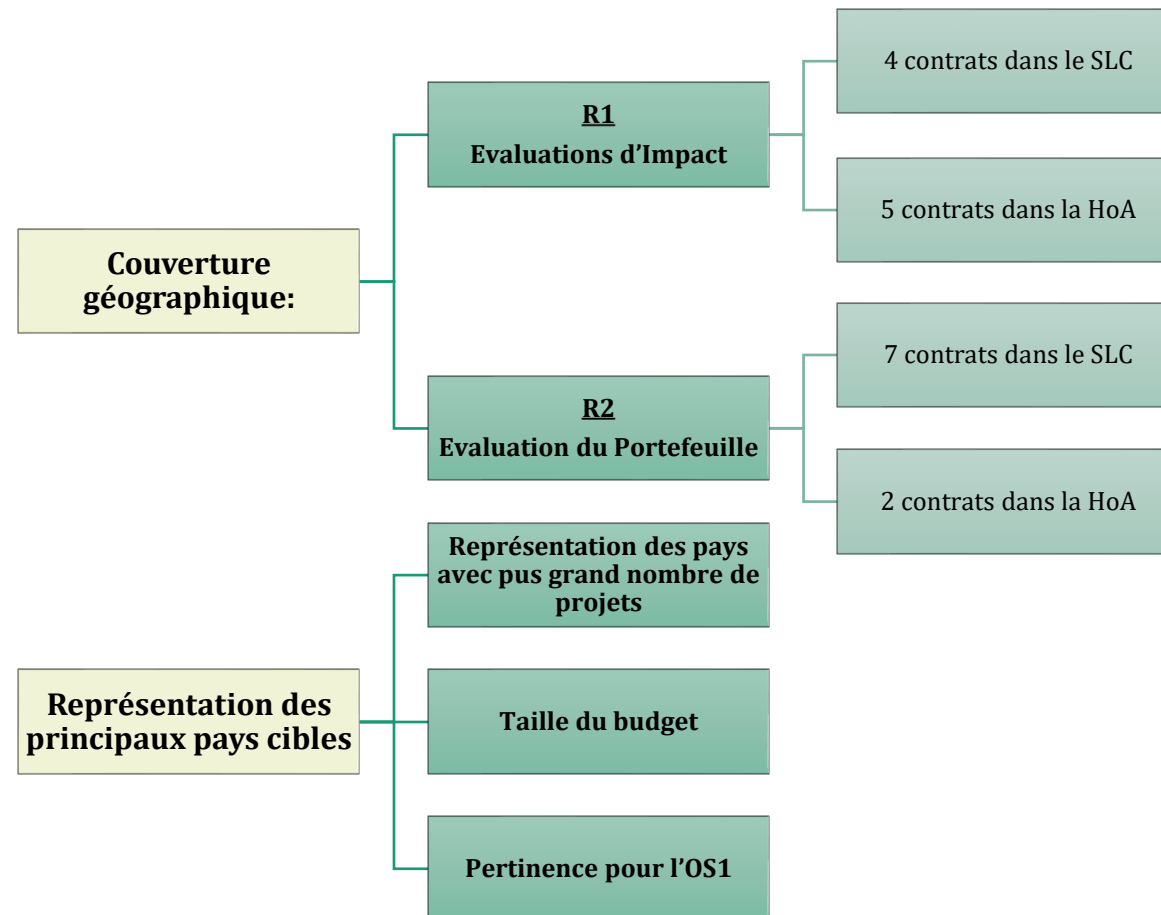 4 contrats dans le SLC
R1
Evaluations d’Impact
5 contrats dans la HoA
Couverture
géographique:
7 contrats dans le SLC
R2
Evaluation du Portefeuille
2 contrats dans la HoA
Représentation des pays
avec pus grand nombre de
projets
Représentation des
principaux pays cibles
Taille du budget
Pertinence pour l’OS1